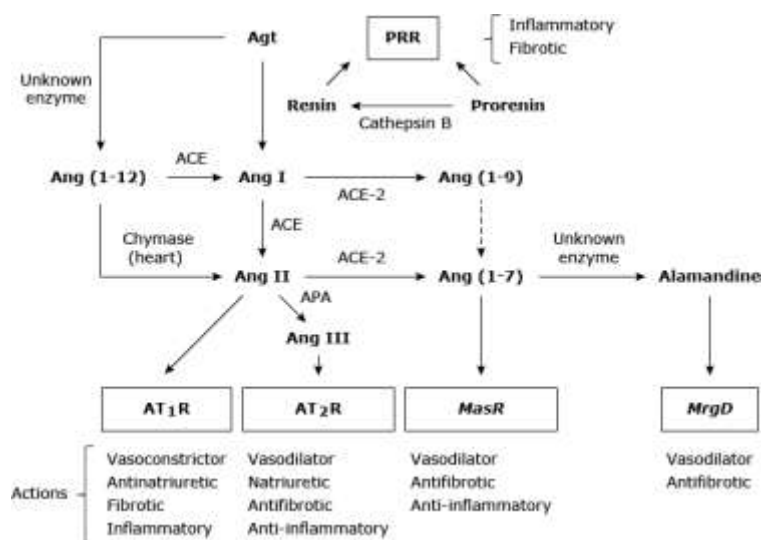 Agt
PRR
Inflammatory
Fibrotic
Unknown
enzyme
Renin
Prorenin
Cathepsin B
Ang (1-12)
ACE
Ang I
ACE-2
Ang (1-9)
ACE
Chymase
(heart)
Ang II
ACE-2
Ang (1-7)
Unknown
enzyme
Alamandine
APA
Ang III
AT1R
AT2R
MasR
MrgD
Actions
Vasoconstrictor
Antinatriuretic
Fibrotic
Inflammatory
Vasodilator
Natriuretic
Antifibrotic
Anti-inflammatory
Vasodilator
Antifibrotic
Anti-inflammatory
Vasodilator
Antifibrotic